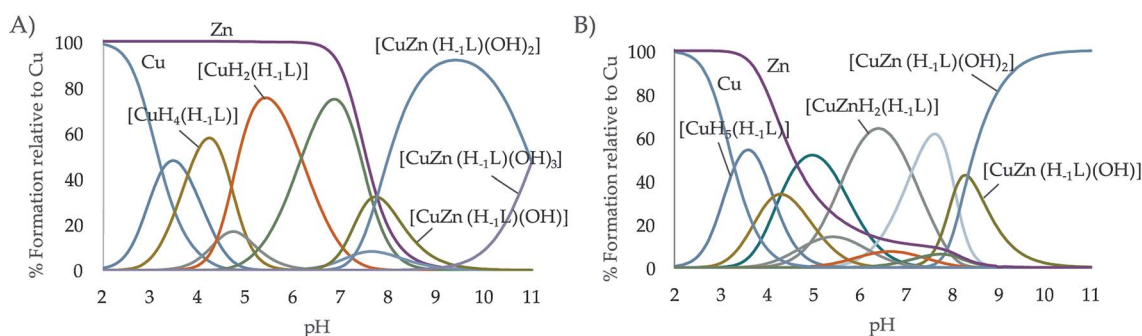 A)
% Formation relative to Cu
100
80
60
40
20
0
Zn
Cu
[CuH₄(H₋₁L)]
[CuH₂(H₋₁L)]
[CuZn (H₋₁L)(OH)₂]
[CuZn (H₋₁L)(OH)₃]
[CuZn (H₋₁L)(OH)]
2 3 4 5 6 7 8 9 10 11
pH
B)
% Formation relative to Cu
100
80
60
40
20
0
Cu
Zn
[CuH₅(H₋₁L)]
[CuZnH₂(H₋₁L)]
[CuZn (H₋₁L)(OH)₂]
[CuZn (H₋₁L)(OH)]
2 3 4 5 6 7 8 9 10 11
pH